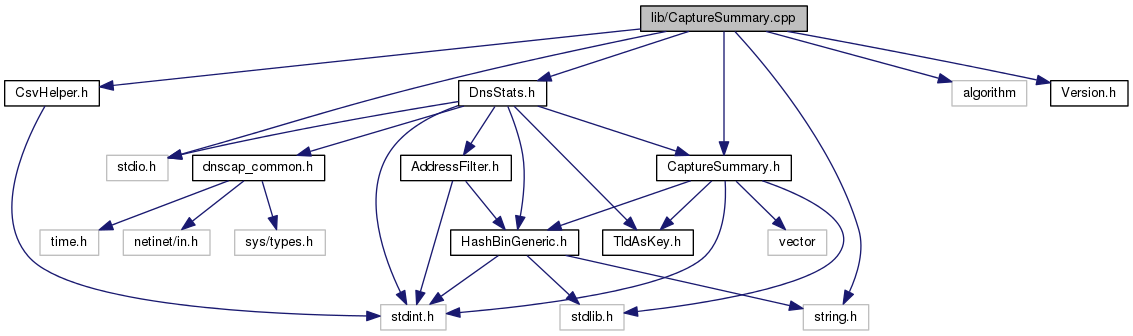 lib/CaptureSummary.cpp
CsvHelper.h
DnsStats.h
algorithm
Version.h
stdio.h
dnscap_common.h
AddressFilter.h
CaptureSummary.h
time.h
netinet/in.h
sys/types.h
HashBinGeneric.h
TldAsKey.h
vector
stdint.h
stdlib.h
string.h